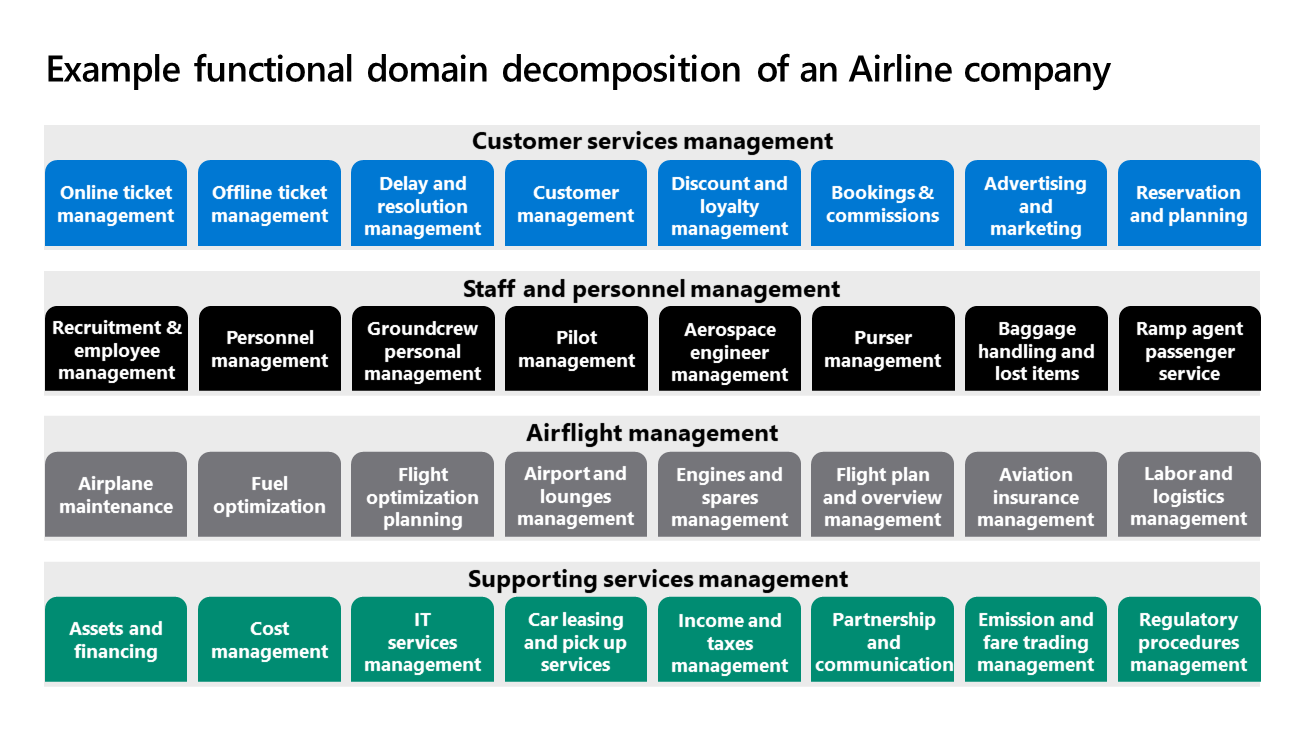 Example functional domain decomposition of an Airline company
Customer services management
Online ticket
management
Offline ticket
management
Delay and
resolution
management
Customer
management
Discount and
loyalty
management
Bookings &
commissions
Advertising
and
marketing
Reservation
and planning
Staff and personnel management
Recruitment &
employee
management
Personnel
management
Groundcrew
personal
management
Pilot
management
Aerospace
engineer
management
Purser
management
Baggage
handling and
lost items
Ramp agent
passenger
service
Airflight management
Airplane
maintenance
Fuel
optimization
Flight
optimization
planning
Airport and
lounges
management
Engines and
spares
management
Flight plan
and overview
management
Aviation
insurance
management
Labor and
logistics
management
Supporting services management
Assets and
financing
Cost
management
IT
services
management
Car leasing
and pick up
services
Income and
taxes
management
Partnership
and
communication
Emission and
fare trading
management
Regulatory
procedures
management